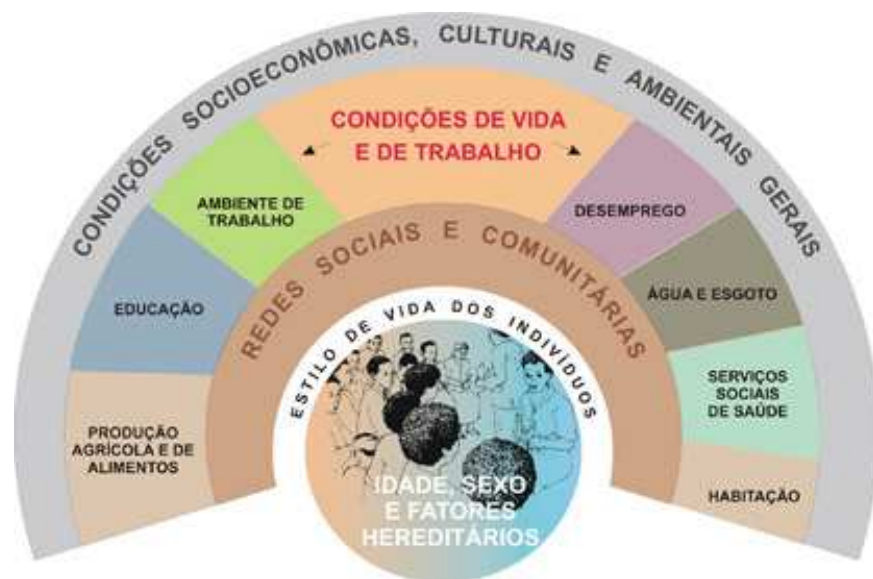 CONDIÇÕES SOCIOECONÔMICAS, CULTURAIS E AMBIENTAIS GERAIS
CONDIÇÕES DE VIDA
E DE TRABALHO
AMBIENTE DE
TRABALHO
DESEMPREGO
EDUCAÇÃO
ÁGUA E ESGOTO
PRODUÇÃO
AGRÍCOLA E DE
ALIMENTOS
SERVIÇOS
SOCIAIS
DE SAÚDE
HABITAÇÃO
REDES SOCIAIS E COMUNITÁRIAS
ESTILO DE VIDA DOS INDIVÍDUOS
IDADE, SEXO
E FATORES
HEREDITÁRIOS